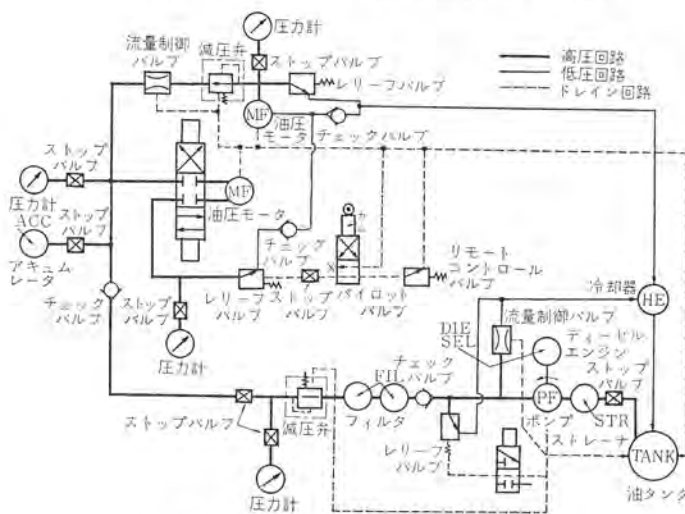 圧力計
流量制御
バルブ
減圧弁
ストップバルブ
レリーフバルブ
高圧回路
低圧回路
ドレイン回路
MF
油圧
モータ
チェックバルブ
ストップ
バルブ
圧力計
MF
油圧モータ
ACC
ストップ
バルブ
アキュム
レータ
カム
チェック
バルブ
リモート
コントロール
バルブ
チェック
バルブ
ストップ
バルブ
レリーフ
バルブ
ストップ
バルブ
パイロットバルブ
冷却器
HE
圧力計
流量制御バルブ
DIE
SEL
ディーゼル
エンジン
チェック
バルブ
ストップ
バルブ
FIL
PF
ストップバルブ
減圧弁
フィルタ
レリーフ
バルブ
ポンプ
STR
ストレーナ
TANK
油タンク
圧力計